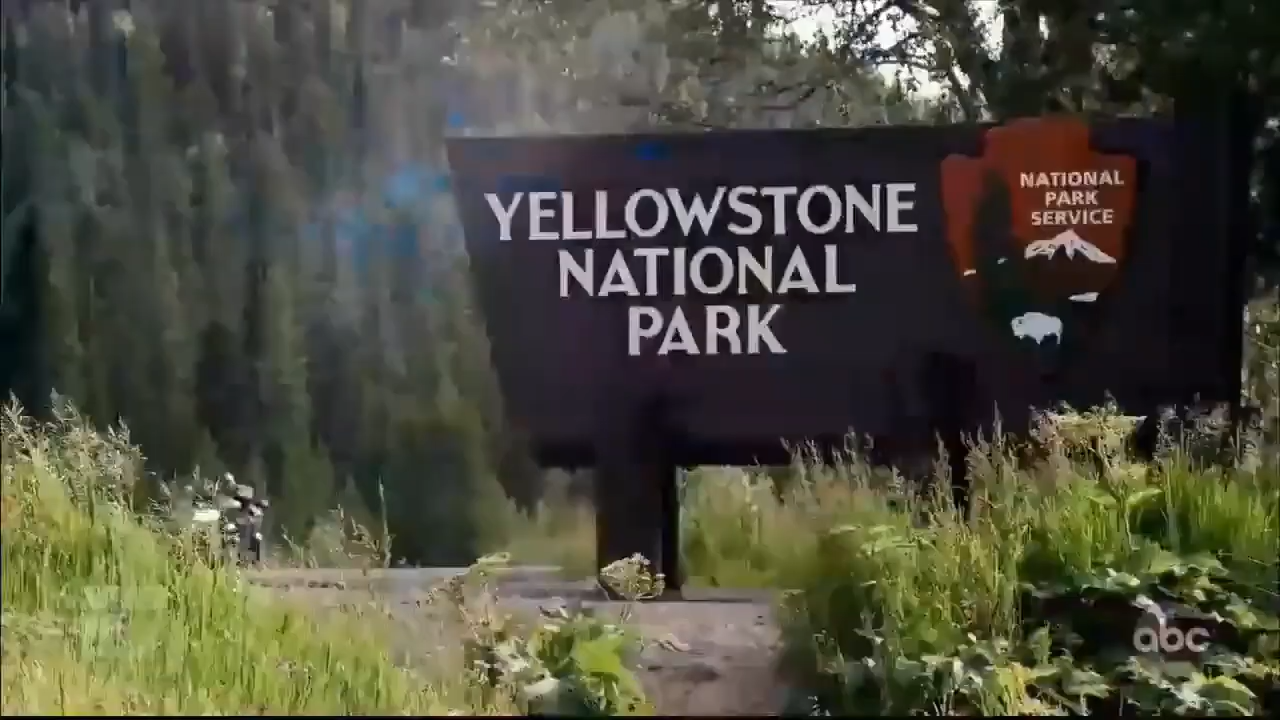 YELLOWSTONE
NATIONAL
PARK
NATIONAL
PARK
SERVICE
abc